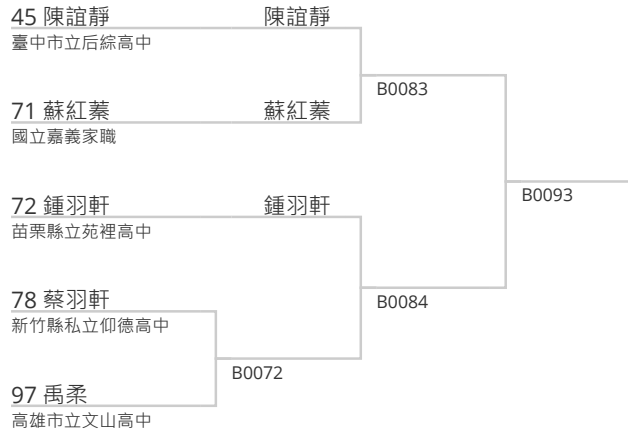 45 陳誼靜 陳誼靜
臺中市立后綜高中
B0083
71 蘇紅蓁 蘇紅蓁
國立嘉義家職
B0093
72 鍾羽軒 鍾羽軒
苗栗縣立苑裡高中
78 蔡羽軒
B0084
新竹縣私立仰德高中
B0072
97 禹柔
高雄市立文山高中